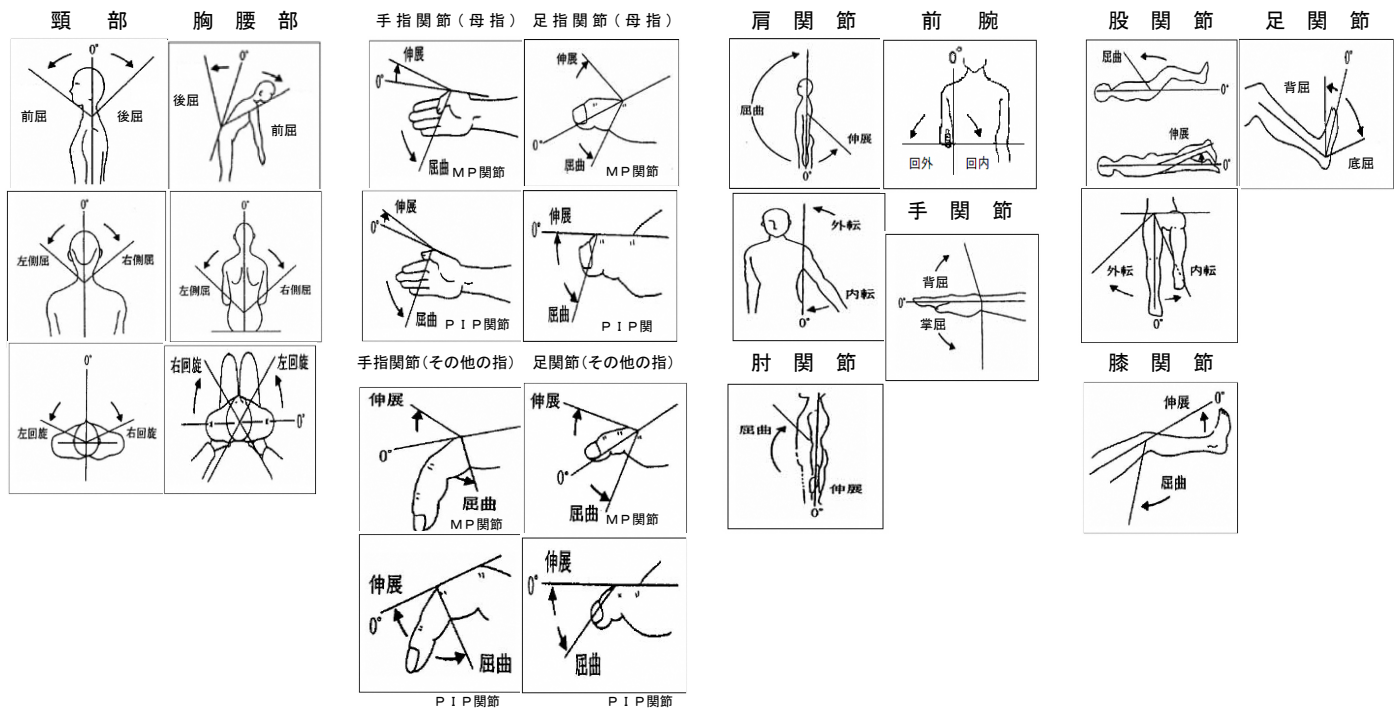 頸部
0°
前屈
後屈
0°
左側屈
右側屈
0°
左回旋
右回旋
胸腰部
0°
後屈
前屈
0°
左側屈
右側屈
右回旋
左回旋
0°
手指関節(母指)
伸展
0°
屈曲
MP関節
伸展
0°
屈曲
PIP関節
足指関節(母指)
伸展
0°
屈曲
MP関節
伸展
0°
屈曲
PIP関
手指関節(その他の指)
伸展
0°
屈曲
MP関節
伸展
0°
屈曲
PIP関節
足関節(その他の指)
伸展
0°
屈曲
MP関節
伸展
0°
屈曲
PIP関節
肩関節
屈曲
伸展
0°
外転
内転
0°
肘関節
屈曲
伸展
0°
前腕
0°
回外
回内
手関節
背屈
0°
掌屈
股関節
屈曲
0°
伸展
0°
外転
内転
0°
膝関節
伸展
0°
屈曲
足関節
0°
背屈
底屈